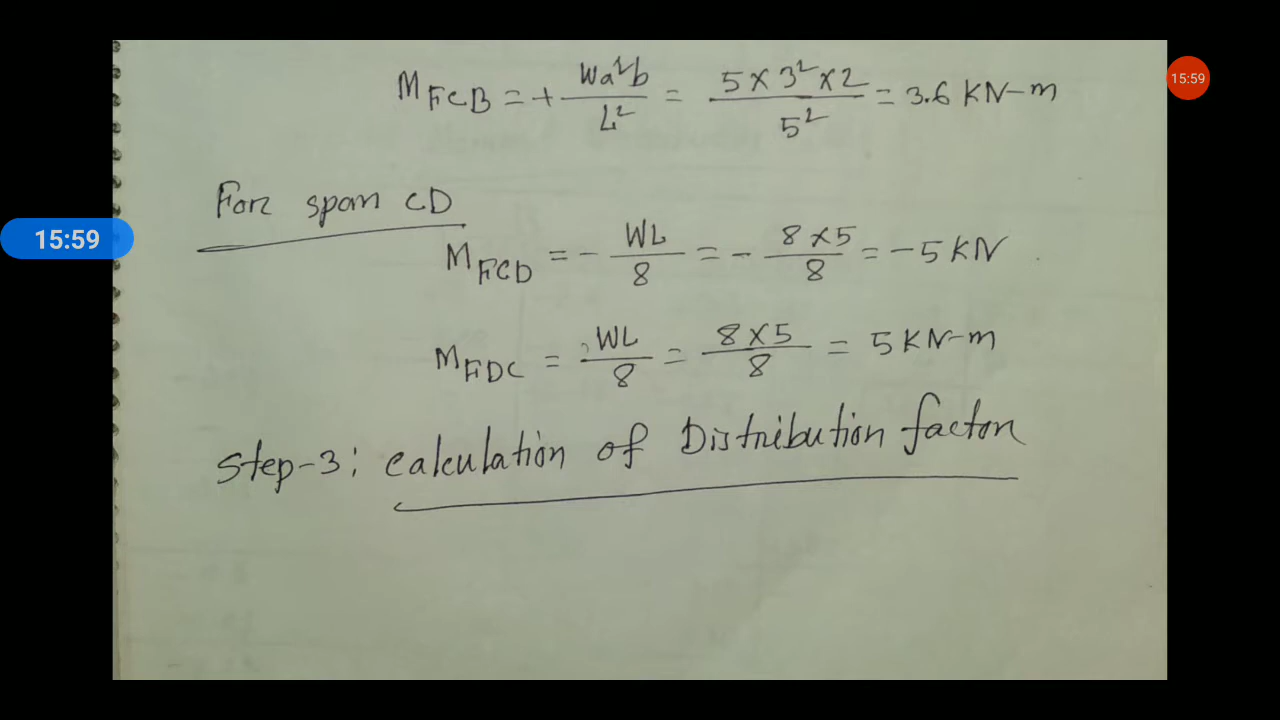 M_FCB = + Wa²b / L² = 5 × 3² × 2 / 5² = 3.6 KN-m
15:59
For span CD
15:59
M_FCD = - WL / 8 = - 8 × 5 / 8 = -5 KN
M_FDC = WL / 8 = 8 × 5 / 8 = 5 KN-m
Step-3: Calculation of Distribution factor